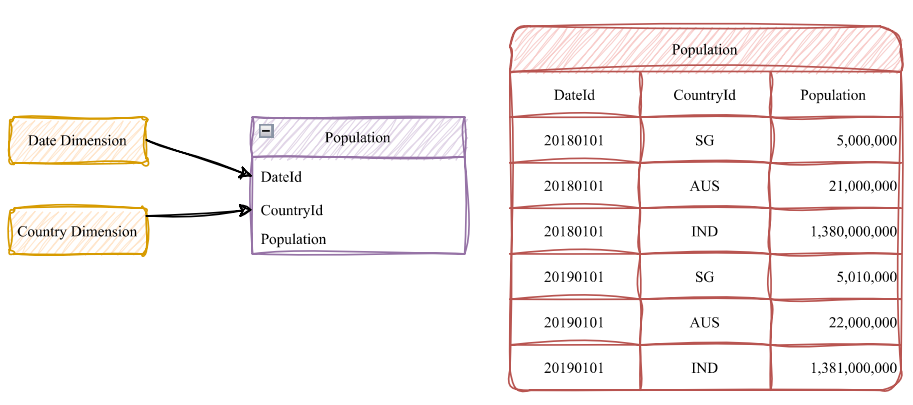 Date Dimension
Country Dimension
Population
DateId
CountryId
Population
Population
DateId CountryId Population
20180101 SG 5,000,000
20180101 AUS 21,000,000
20180101 IND 1,380,000,000
20190101 SG 5,010,000
20190101 AUS 22,000,000
20190101 IND 1,381,000,000